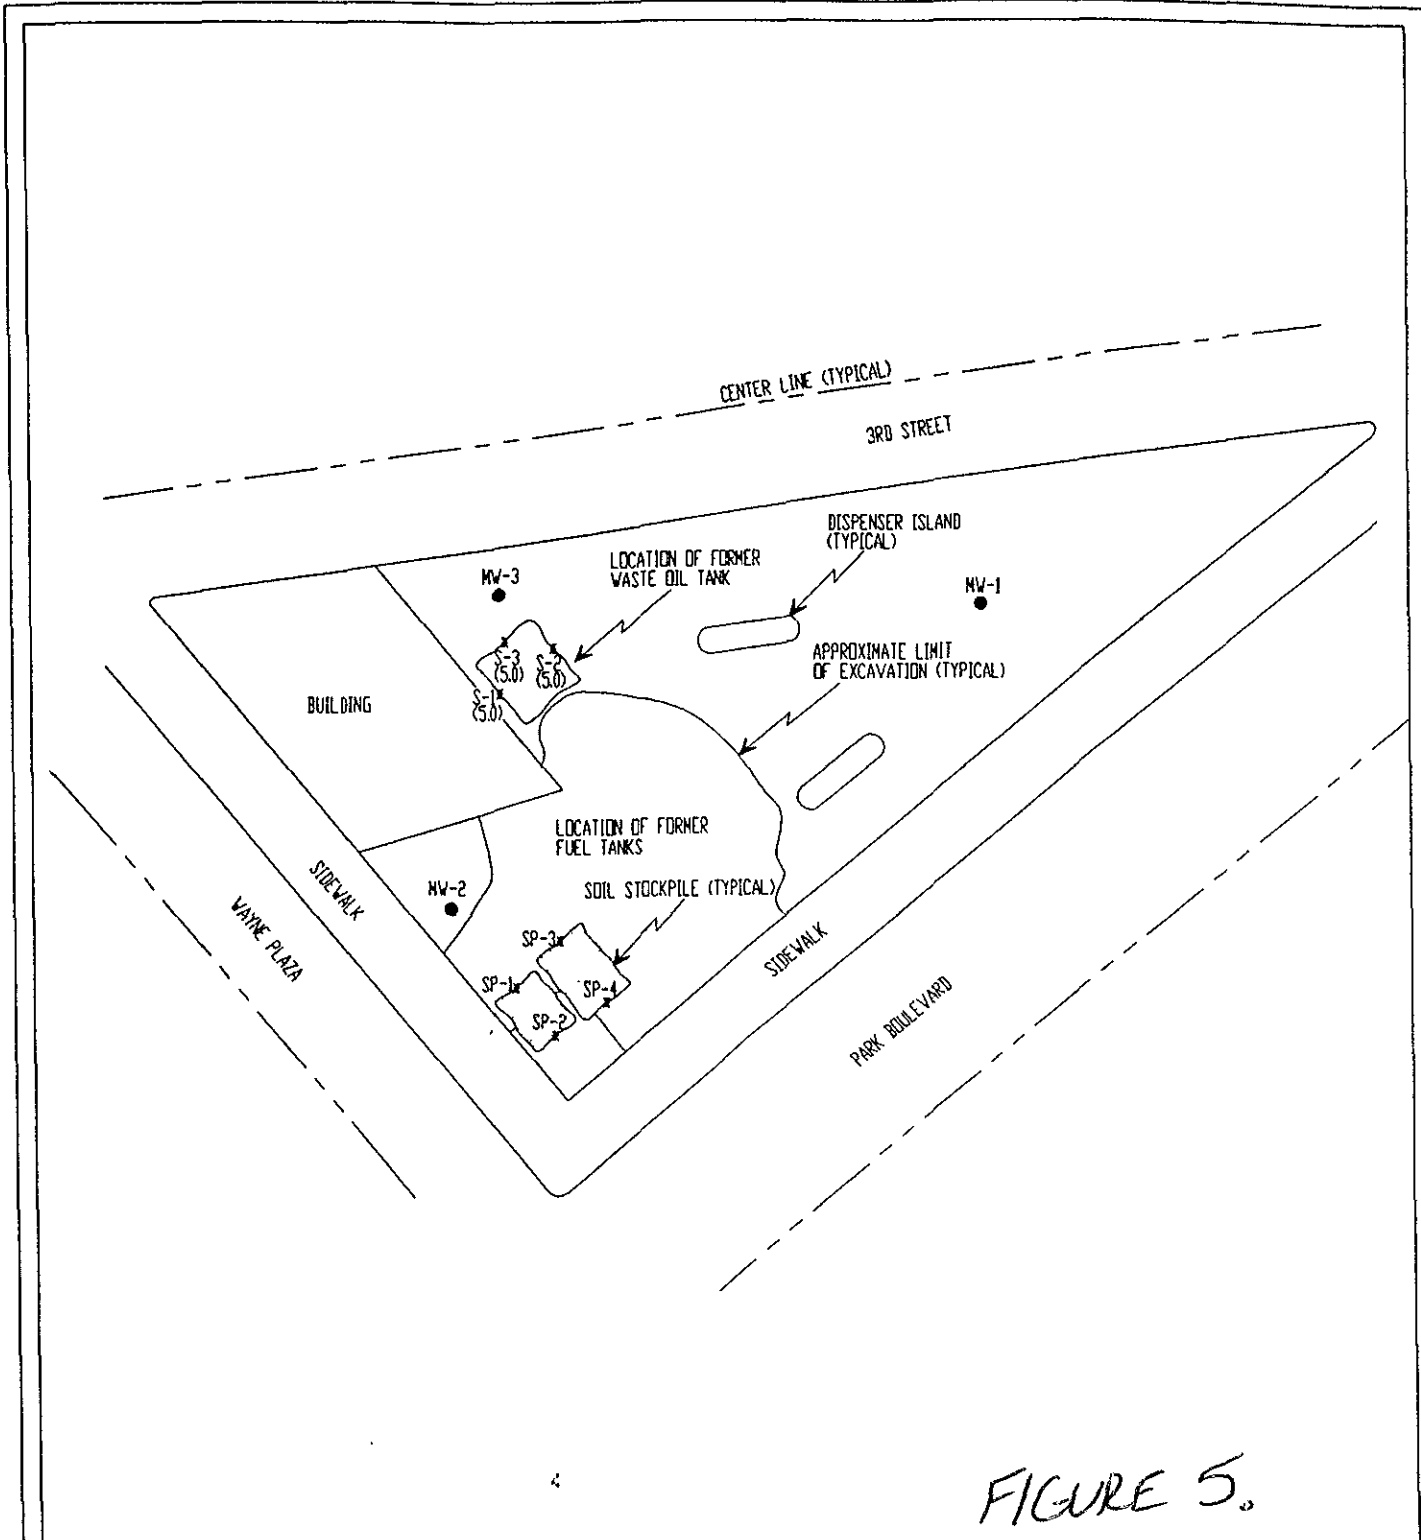 CENTER LINE (TYPICAL)
3RD STREET
DISPENSER ISLAND
(TYPICAL)
LOCATION OF FORMER
WASTE OIL TANK
MW-3
MW-1
S-3
(5.0)
S-2
(5.0)
S-1
(5.0)
APPROXIMATE LIMIT
OF EXCAVATION (TYPICAL)
BUILDING
LOCATION OF FORMER
FUEL TANKS
SOIL STOCKPILE (TYPICAL)
MW-2
SIDEWALK
WAYNE PLAZA
SP-3
SP-1
SP-4
SP-2
SIDEWALK
PARK BOULEVARD
FIGURE 5.